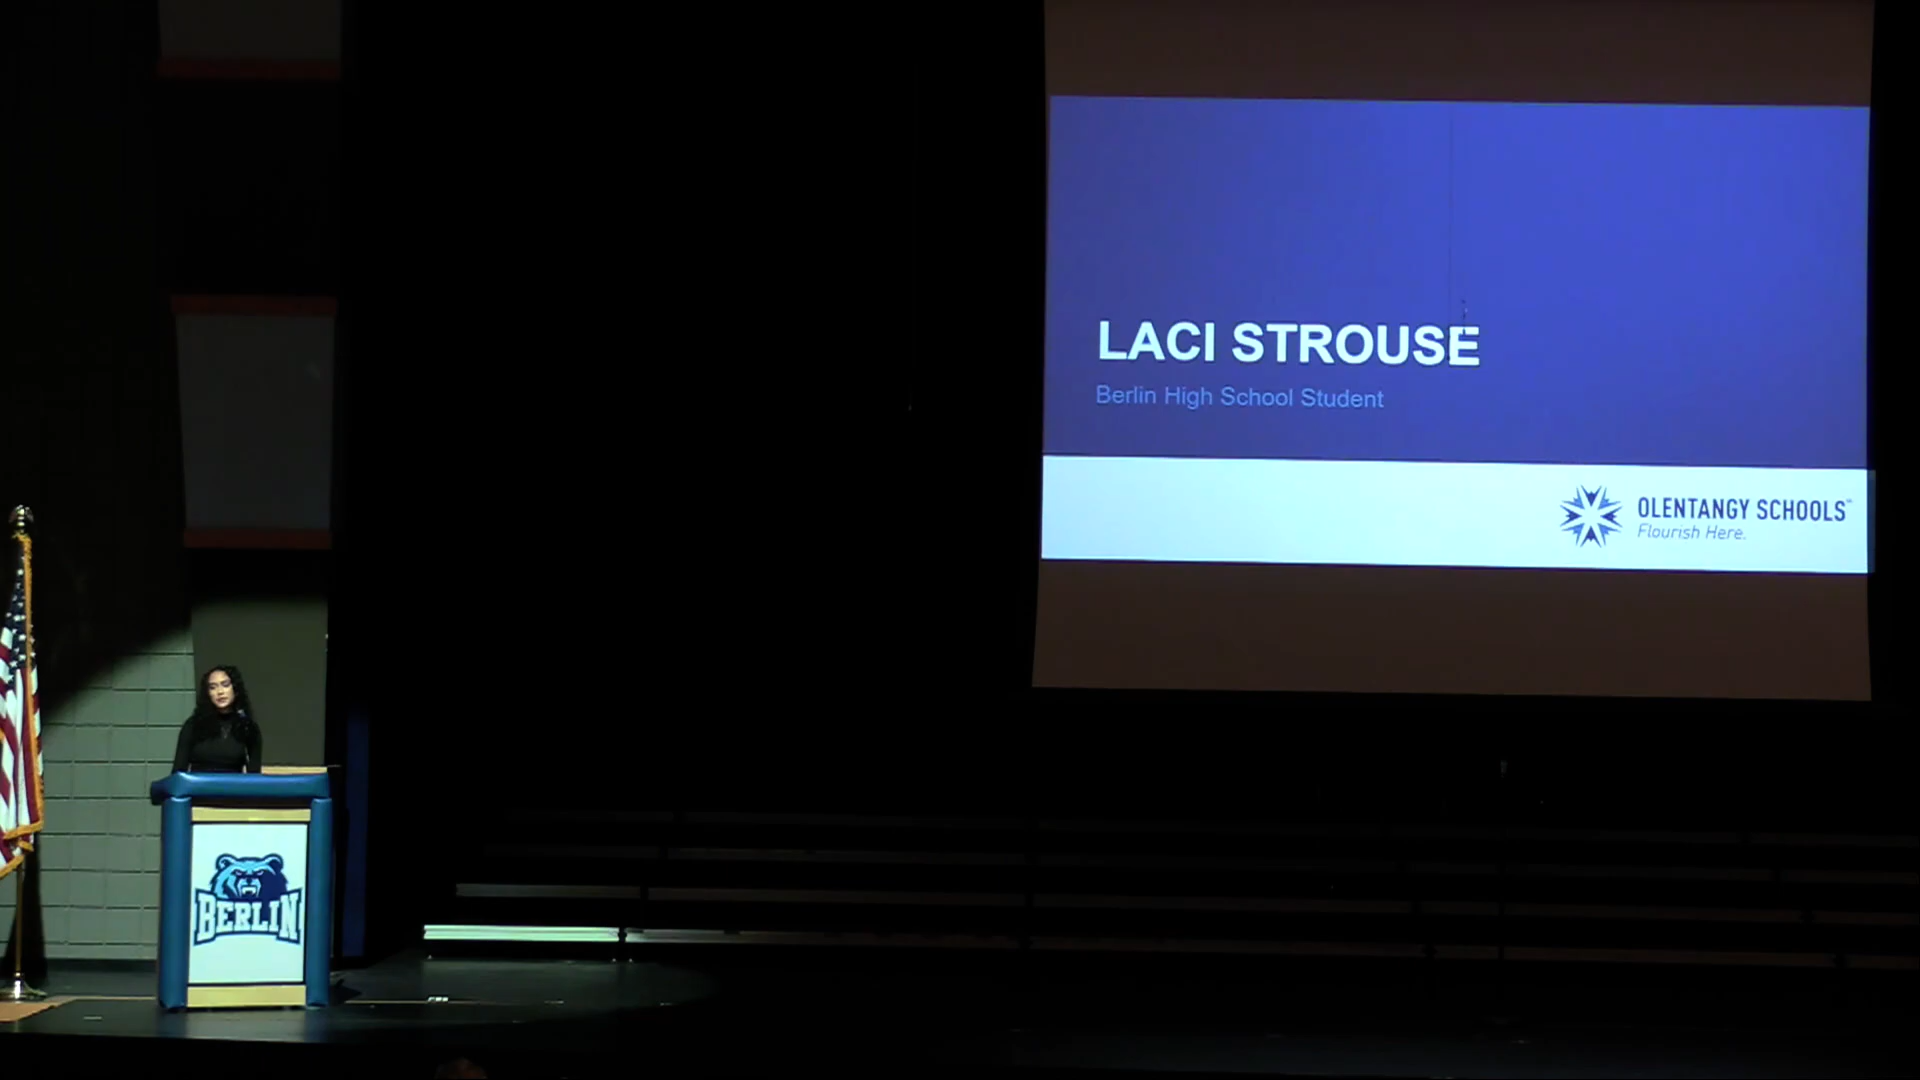 LACI STROUSE
Berlin High School Student
OLENTANGY SCHOOLS
Flourish Here.
BERLIN